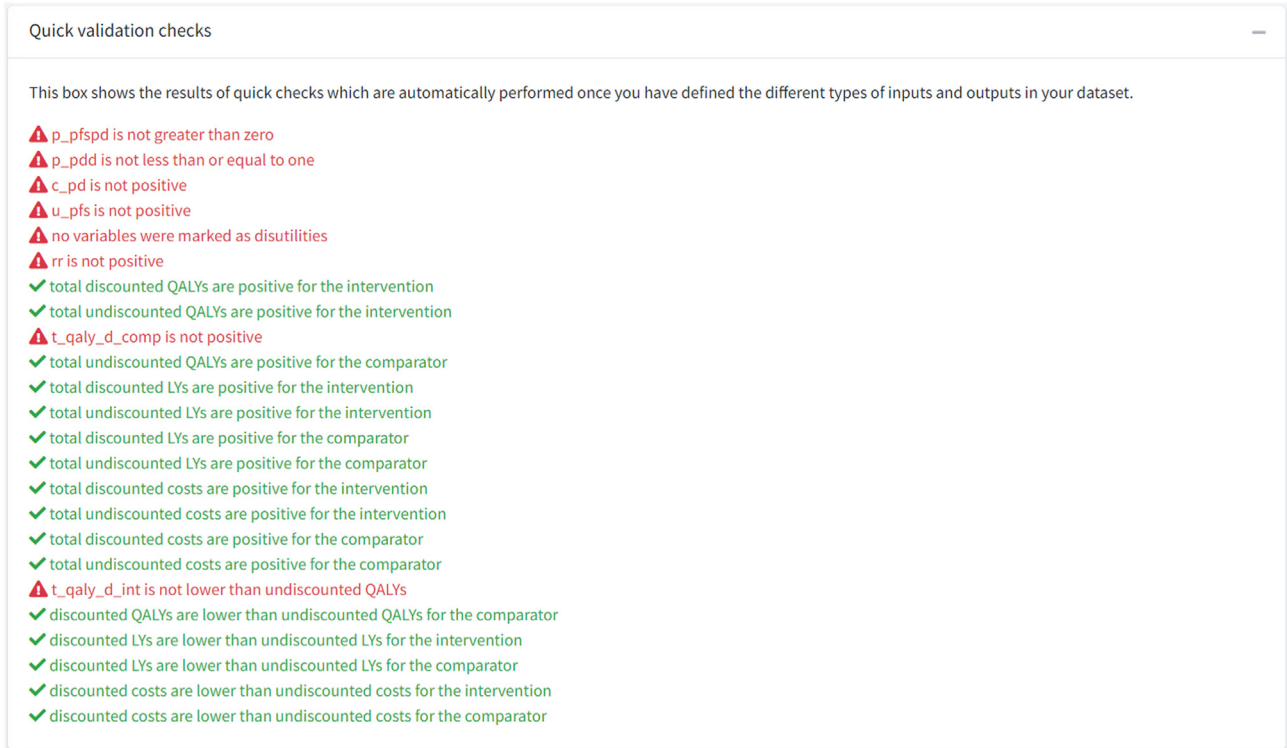 Quick validation checks
This box shows the results of quick checks which are automatically performed once you have defined the different types of inputs and outputs in your dataset.
p_pfspd is not greater than zero
p_pdd is not less than or equal to one
c_pd is not positive
u_pfs is not positive
no variables were marked as disutilities
rr is not positive
total discounted QALYs are positive for the intervention
total undiscounted QALYs are positive for the intervention
t_qaly_d_comp is not positive
total undiscounted QALYs are positive for the comparator
total discounted LYs are positive for the intervention
total undiscounted LYs are positive for the intervention
total discounted LYs are positive for the comparator
total undiscounted LYs are positive for the comparator
total discounted costs are positive for the intervention
total undiscounted costs are positive for the intervention
total discounted costs are positive for the comparator
total undiscounted costs are positive for the comparator
t_qaly_d_int is not lower than undiscounted QALYs
discounted QALYs are lower than undiscounted QALYs for the comparator
discounted LYs are lower than undiscounted LYs for the intervention
discounted LYs are lower than undiscounted LYs for the comparator
discounted costs are lower than undiscounted costs for the intervention
discounted costs are lower than undiscounted costs for the comparator